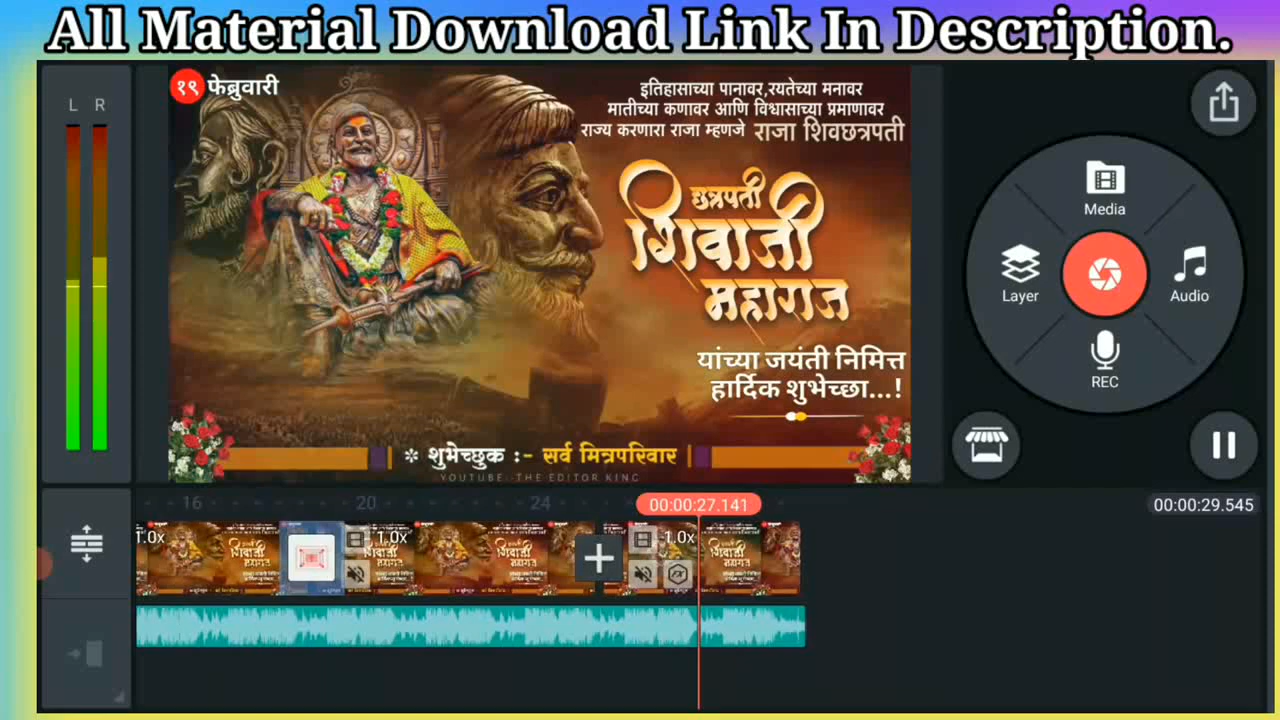 All Material Download Link In Description.
L R
१९ फेब्रुवारी
इतिहासाच्या पानावर,रयतेच्या मनावर
मातीच्या कणावर आणि विश्वासाच्या प्रमाणावर
राज्य करणारा राजा म्हणजे राजा शिवछत्रपती
छत्रपती
शिवाजी
महाराज
यांच्या जयंती निमित्त
हार्दिक शुभेच्छा...!
* शुभेच्छुक :- सर्व मित्रपरिवार
YOUTUBE:-THE EDITOR KING
Media
Layer
Audio
REC
16 20 24 00:00:27.141 00:00:29.545
1.0x 1.0x 1.0x